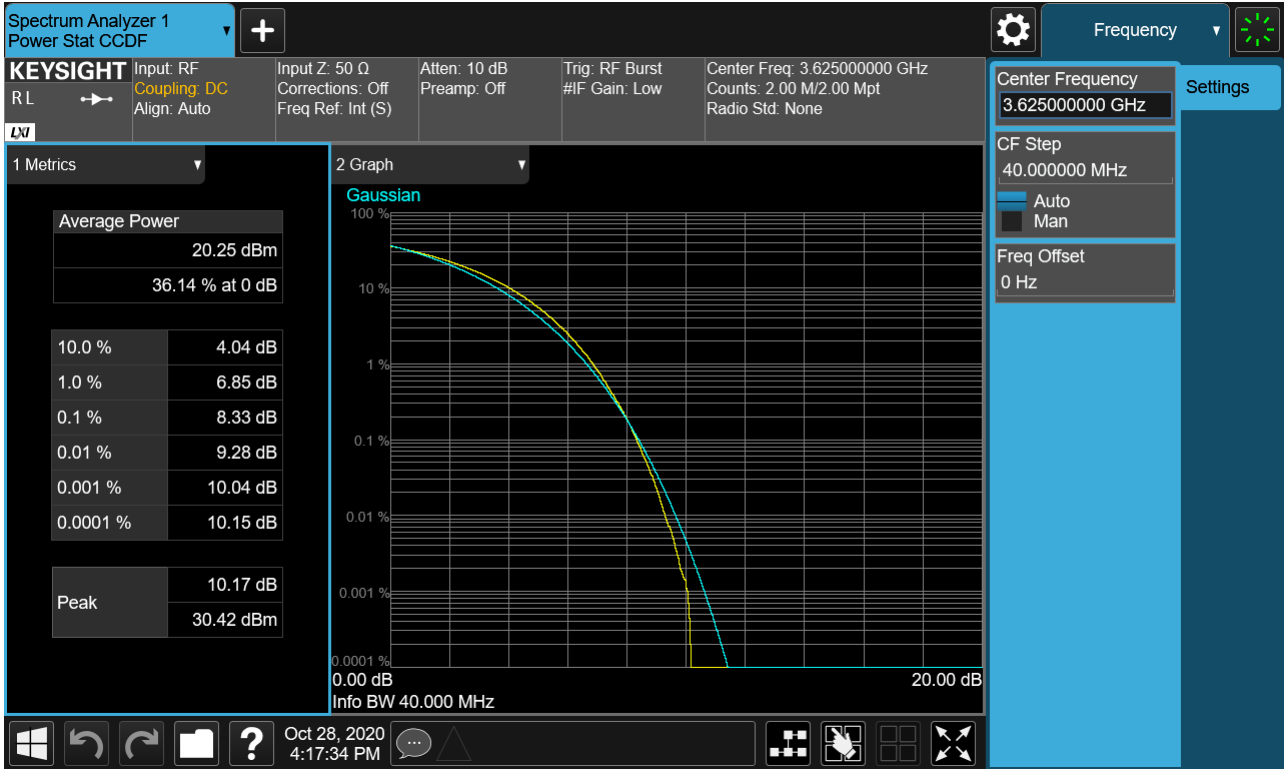 Spectrum Analyzer 1
Power Stat CCDF
+
Frequency
KEYSIGHT
R L
LXI
Input: RF
Coupling: DC
Align: Auto
Input Z: 50 Ω
Corrections: Off
Freq Ref: Int (S)
Atten: 10 dB
Preamp: Off
Trig: RF Burst
#IF Gain: Low
Center Freq: 3.625000000 GHz
Counts: 2.00 M/2.00 Mpt
Radio Std: None
Center Frequency
3.625000000 GHz
Settings
CF Step
40.000000 MHz
Auto
Man
Freq Offset
0 Hz
1 Metrics
Average Power
20.25 dBm
36.14 % at 0 dB
10.0 % 4.04 dB
1.0 % 6.85 dB
0.1 % 8.33 dB
0.01 % 9.28 dB
0.001 % 10.04 dB
0.0001 % 10.15 dB
Peak
10.17 dB
30.42 dBm
2 Graph
Gaussian
100 %
10 %
1 %
0.1 %
0.01 %
0.001 %
0.0001 %
0.00 dB 20.00 dB
Info BW 40.000 MHz
?
Oct 28, 2020
4:17:34 PM